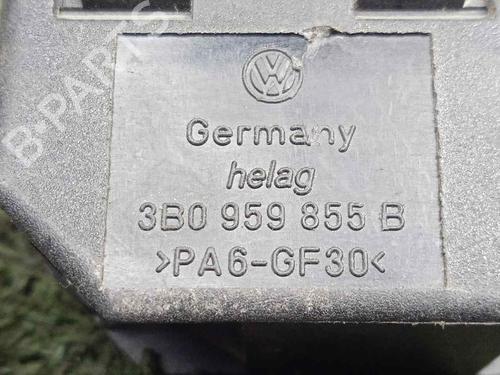 B-PARTS
VW
Germany
helag
3B0 959 855 B
>PA6-GF30<